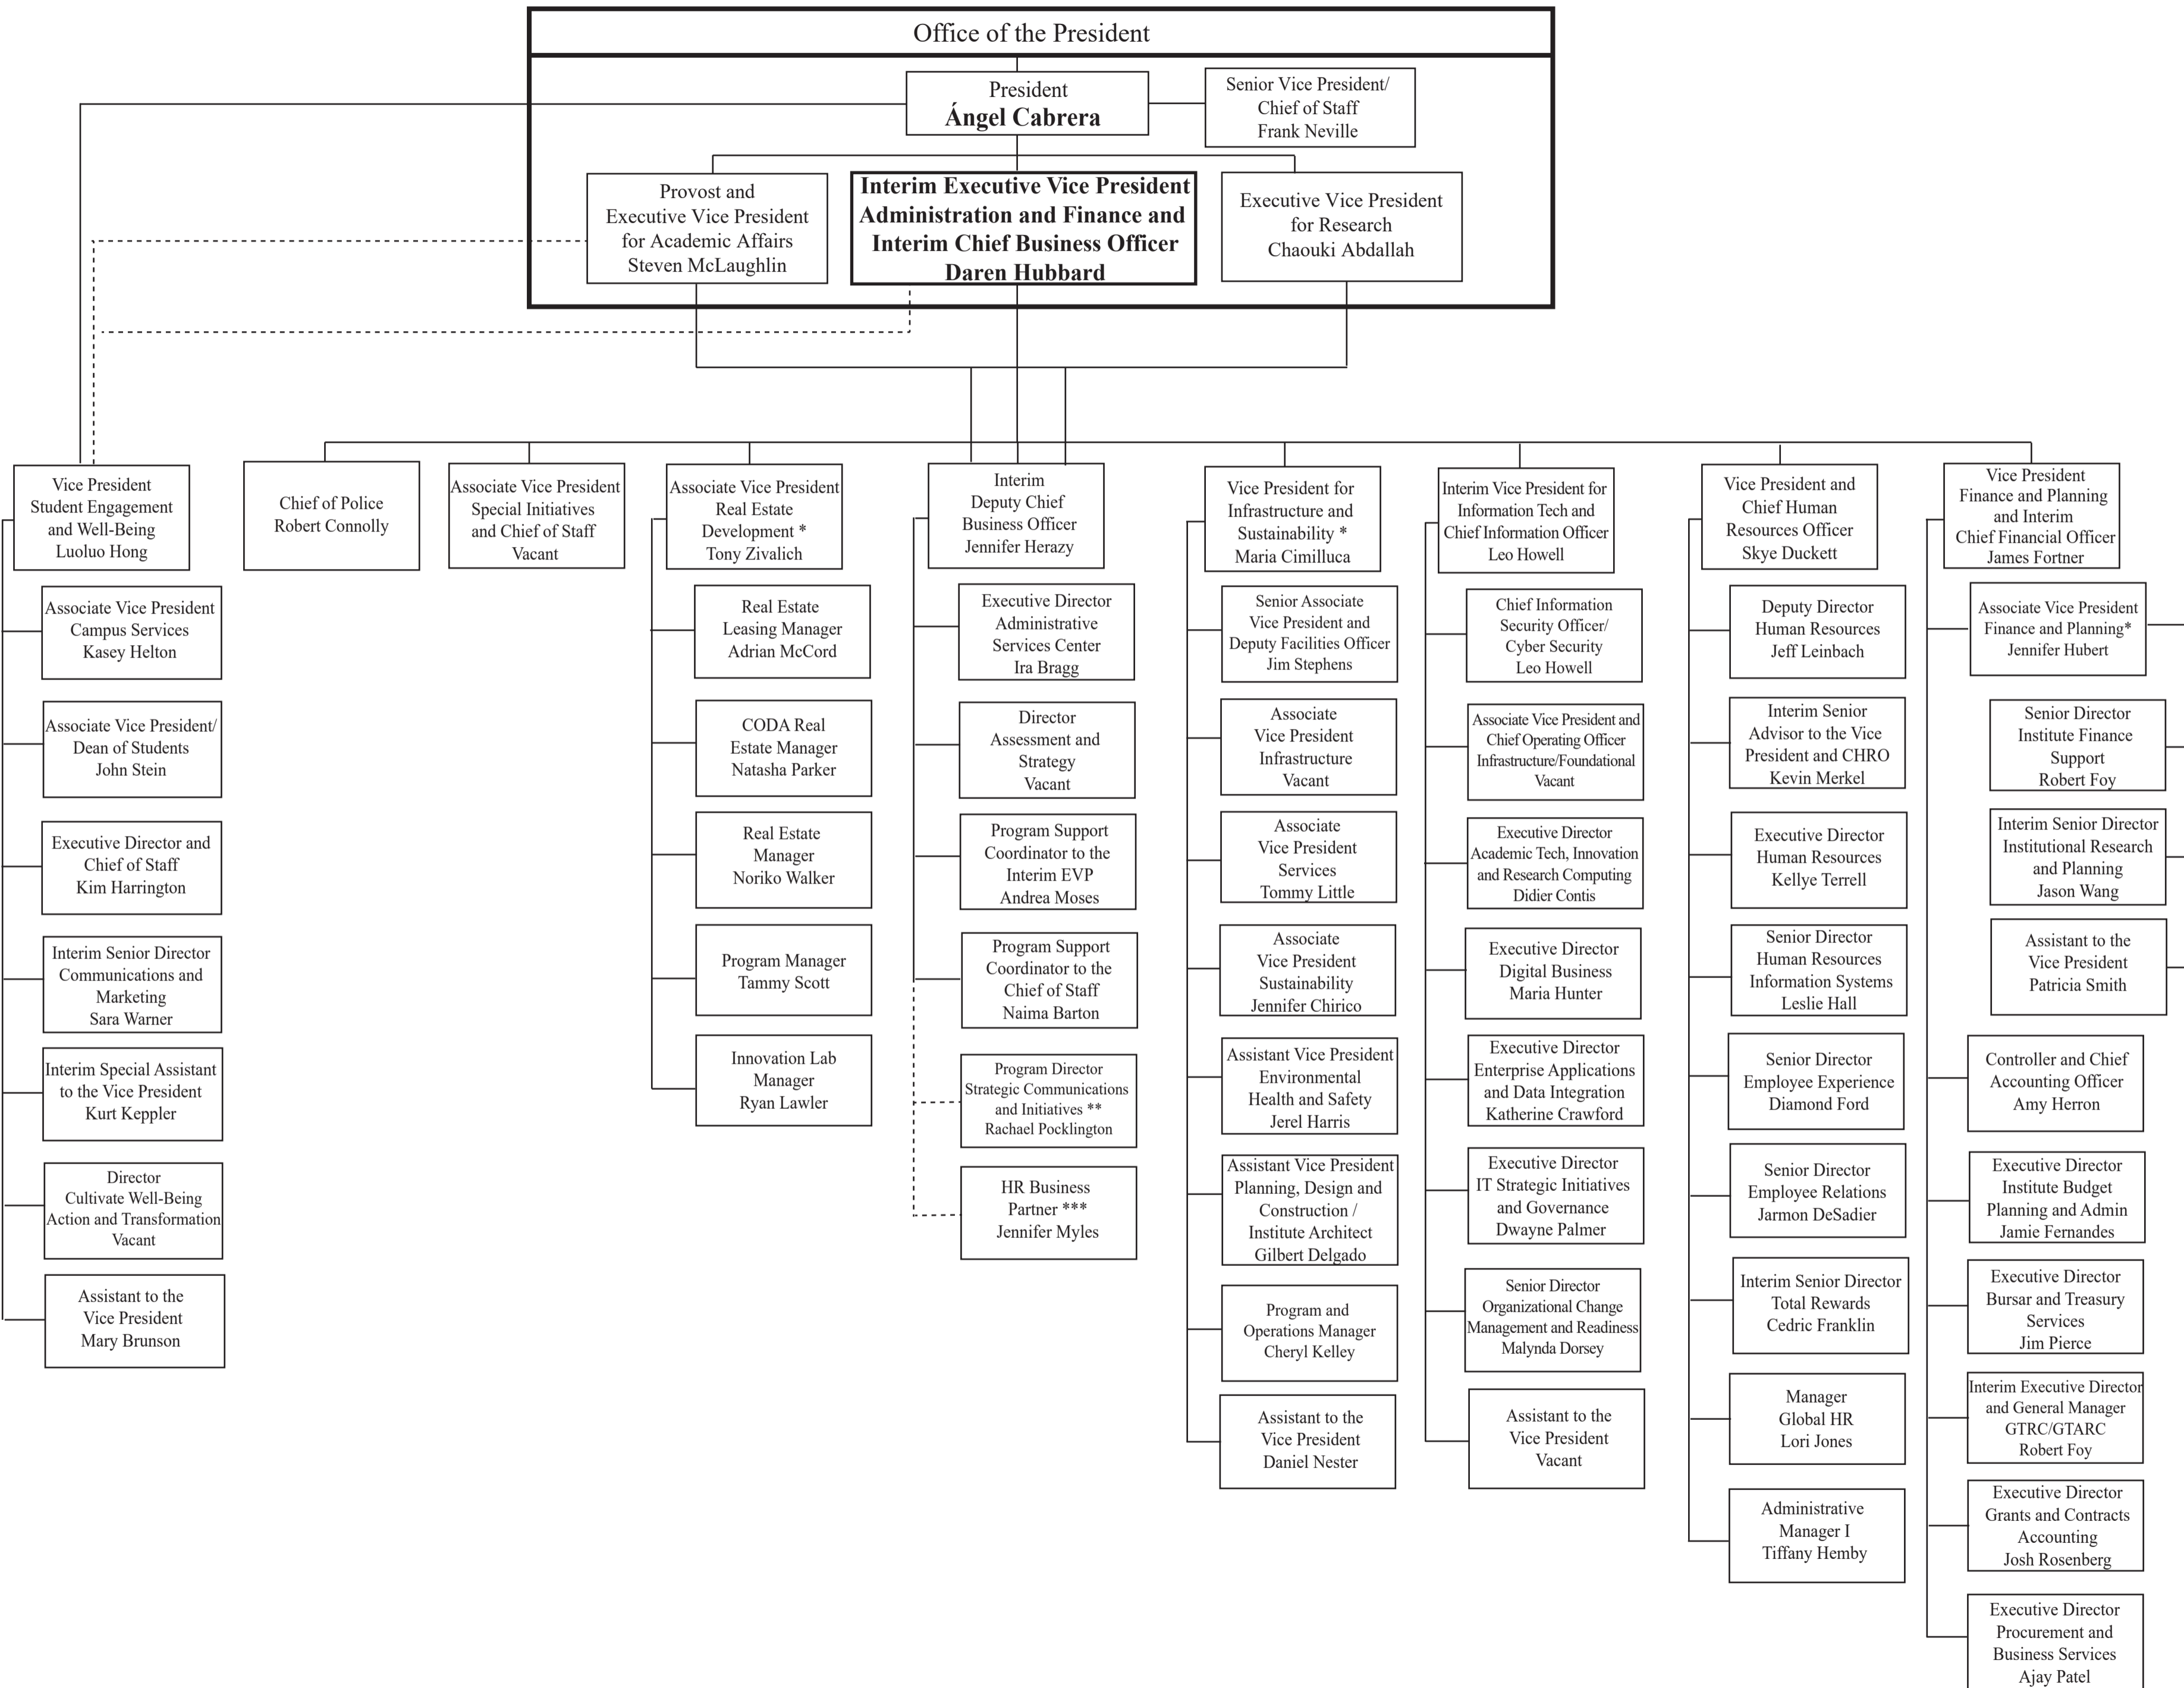 Office of the President
President
Ángel Cabrera
Senior Vice President/
Chief of Staff
Frank Neville
Provost and
Executive Vice President
for Academic Affairs
Steven McLaughlin
Interim Executive Vice President
Administration and Finance and
Interim Chief Business Officer
Daren Hubbard
Executive Vice President
for Research
Chaouki Abdallah
Vice President
Student Engagement
and Well-Being
Luoluo Hong
Associate Vice President
Campus Services
Kasey Helton
Associate Vice President/
Dean of Students
John Stein
Executive Director and
Chief of Staff
Kim Harrington
Interim Senior Director
Communications and
Marketing
Sara Warner
Interim Special Assistant
to the Vice President
Kurt Keppler
Director
Cultivate Well-Being
Action and Transformation
Vacant
Assistant to the
Vice President
Mary Brunson
Chief of Police
Robert Connolly
Associate Vice President
Special Initiatives
and Chief of Staff
Vacant
Associate Vice President
Real Estate
Development *
Tony Zivalich
Real Estate
Leasing Manager
Adrian McCord
CODA Real
Estate Manager
Natasha Parker
Real Estate
Manager
Noriko Walker
Program Manager
Tammy Scott
Innovation Lab
Manager
Ryan Lawler
Interim
Deputy Chief
Business Officer
Jennifer Herazy
Executive Director
Administrative
Services Center
Ira Bragg
Director
Assessment and
Strategy
Vacant
Program Support
Coordinator to the
Interim EVP
Andrea Moses
Program Support
Coordinator to the
Chief of Staff
Naima Barton
Program Director
Strategic Communications
and Initiatives **
Rachael Pocklington
HR Business
Partner ***
Jennifer Myles
Vice President for
Infrastructure and
Sustainability *
Maria Cimilluca
Senior Associate
Vice President and
Deputy Facilities Officer
Jim Stephens
Associate
Vice President
Infrastructure
Vacant
Associate
Vice President
Services
Tommy Little
Associate
Vice President
Sustainability
Jennifer Chirico
Assistant Vice President
Environmental
Health and Safety
Jerel Harris
Assistant Vice President
Planning, Design and
Construction /
Institute Architect
Gilbert Delgado
Program and
Operations Manager
Cheryl Kelley
Assistant to the
Vice President
Daniel Nester
Interim Vice President for
Information Tech and
Chief Information Officer
Leo Howell
Chief Information
Security Officer/
Cyber Security
Leo Howell
Associate Vice President and
Chief Operating Officer
Infrastructure/Foundational
Vacant
Executive Director
Academic Tech, Innovation
and Research Computing
Didier Contis
Executive Director
Digital Business
Maria Hunter
Executive Director
Enterprise Applications
and Data Integration
Katherine Crawford
Executive Director
IT Strategic Initiatives
and Governance
Dwayne Palmer
Senior Director
Organizational Change
Management and Readiness
Malynda Dorsey
Assistant to the
Vice President
Vacant
Vice President and
Chief Human
Resources Officer
Skye Duckett
Deputy Director
Human Resources
Jeff Leinbach
Interim Senior
Advisor to the Vice
President and CHRO
Kevin Merkel
Executive Director
Human Resources
Kellye Terrell
Senior Director
Human Resources
Information Systems
Leslie Hall
Senior Director
Employee Experience
Diamond Ford
Senior Director
Employee Relations
Jarmon DeSadier
Interim Senior Director
Total Rewards
Cedric Franklin
Manager
Global HR
Lori Jones
Administrative
Manager I
Tiffany Hemby
Vice President
Finance and Planning
and Interim
Chief Financial Officer
James Fortner
Associate Vice President
Finance and Planning*
Jennifer Hubert
Senior Director
Institute Finance
Support
Robert Foy
Interim Senior Director
Institutional Research
and Planning
Jason Wang
Assistant to the
Vice President
Patricia Smith
Controller and Chief
Accounting Officer
Amy Herron
Executive Director
Institute Budget
Planning and Admin
Jamie Fernandes
Executive Director
Bursar and Treasury
Services
Jim Pierce
Interim Executive Director
and General Manager
GTRC/GTARC
Robert Foy
Executive Director
Grants and Contracts
Accounting
Josh Rosenberg
Executive Director
Procurement and
Business Services
Ajay Patel